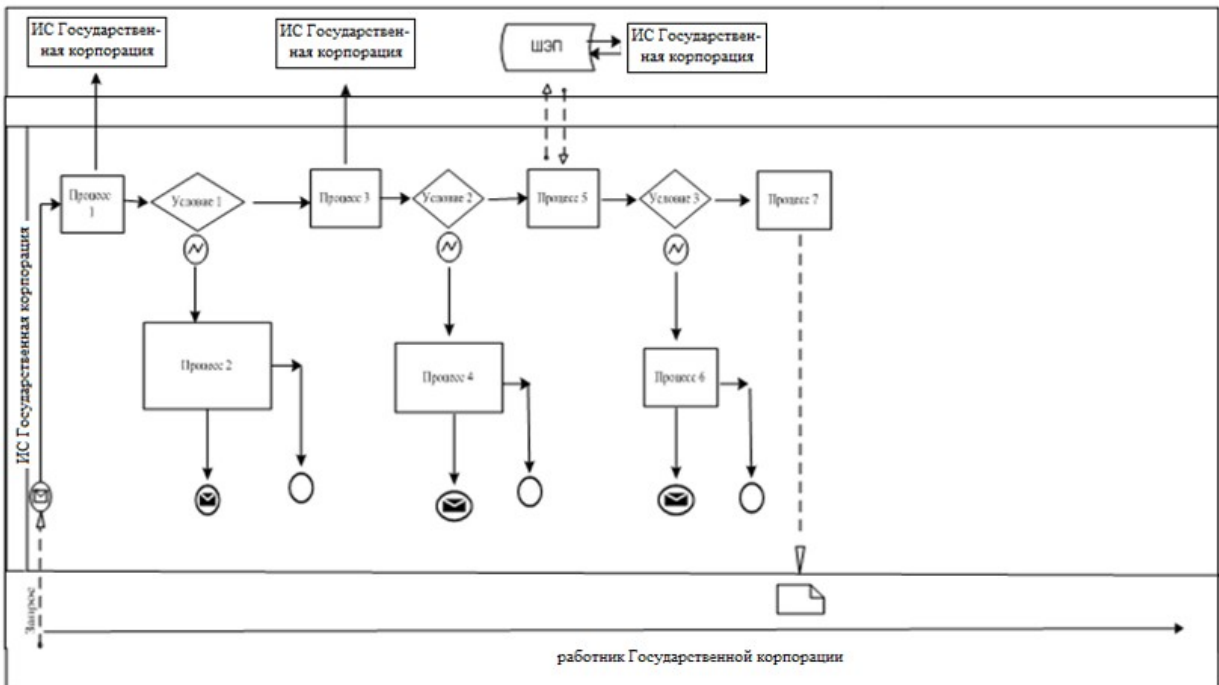 ИС Государствен-
ная корпорация
ИС Государствен-
ная корпорация
ШЭП
ИС Государствен-
ная корпорация
Процесс
1
Условие 1
Процесс 3
Условие 2
Процесс 5
Условие 3
Процесс 7
ИС Государственная корпорация
Процесс 2
Процесс 4
Процесс 6
Запрос
работник Государственной корпорации